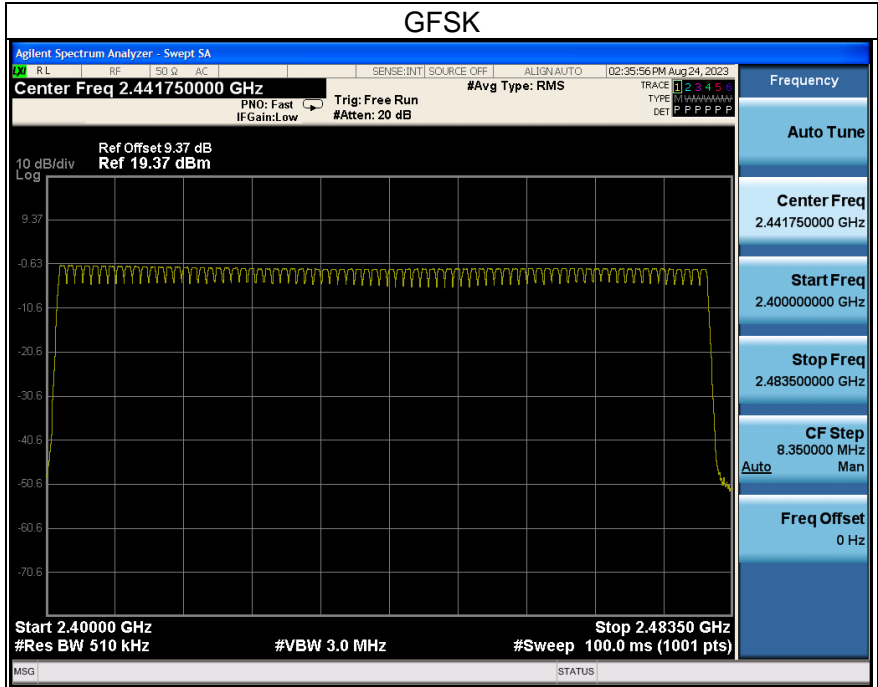 GFSK
Agilent Spectrum Analyzer - Swept SA
LXI RL RF 50 Ω AC SENSE:INT SOURCE OFF ALIGN AUTO 02:35:56 PM Aug 24, 2023
Center Freq 2.441750000 GHz #Avg Type: RMS TRACE 1 2 3 4 5 6
PNO: Fast Trig: Free Run TYPE M WWWWW
IFGain:Low #Atten: 20 dB DET P P P P P P
Ref Offset 9.37 dB
10 dB/div Ref 19.37 dBm
Log
9.37
-0.63
-10.6
-20.6
-30.6
-40.6
-50.6
-60.6
-70.6
Start 2.40000 GHz Stop 2.48350 GHz
#Res BW 510 kHz #VBW 3.0 MHz #Sweep 100.0 ms (1001 pts)
MSG STATUS
Frequency
Auto Tune
Center Freq
2.441750000 GHz
Start Freq
2.400000000 GHz
Stop Freq
2.483500000 GHz
CF Step
8.350000 MHz
Auto Man
Freq Offset
0 Hz